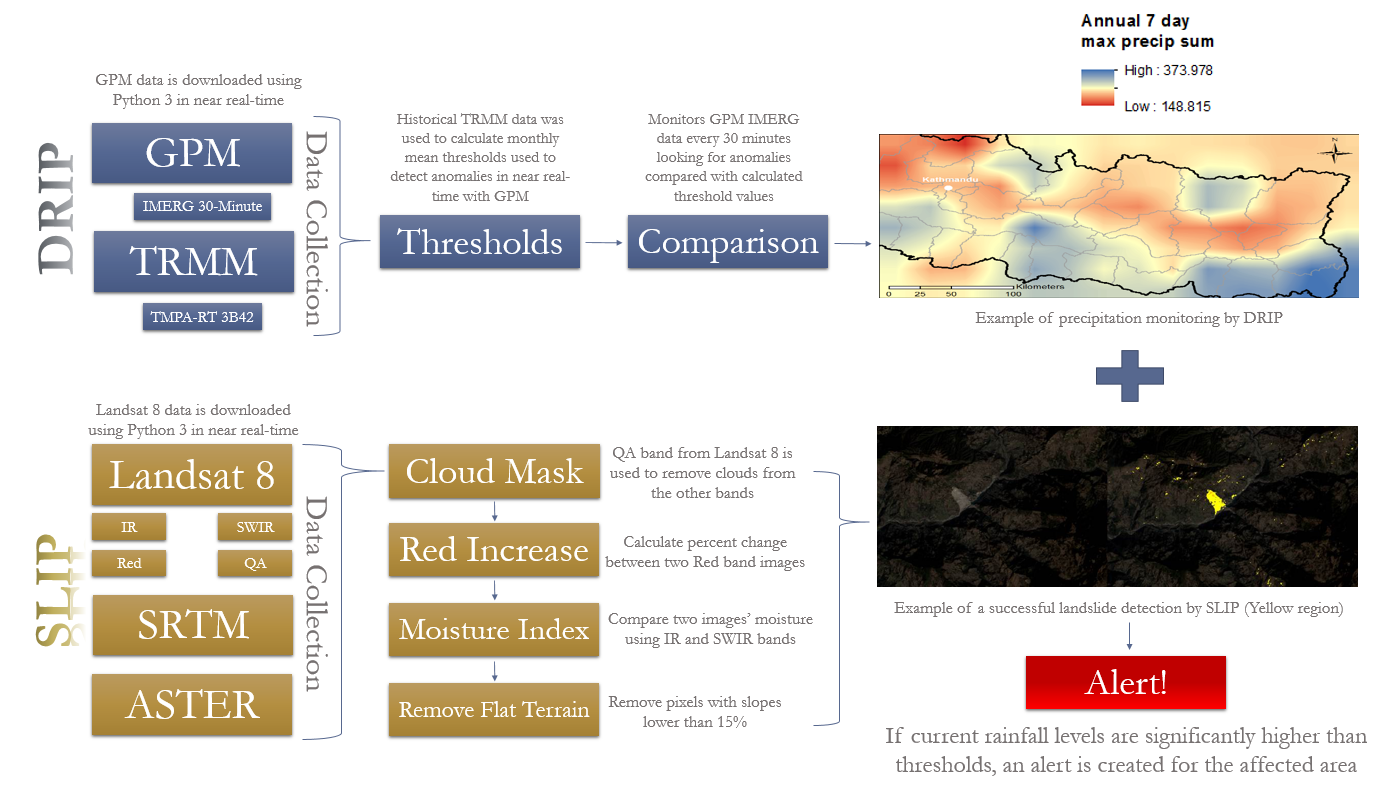 DRIP
GPM data is downloaded using
Python 3 in near real-time
GPM
IMERG 30-Minute
TRMM
TMPA-RT 3B42
Data Collection
Historical TRMM data was
used to calculate monthly
mean thresholds used to
detect anomalies in near real-
time with GPM
Thresholds
Monitors GPM IMERG
data every 30 minutes
looking for anomalies
compared with calculated
threshold values
Comparison
Annual 7 day
max precip sum
High : 373.978
Low : 148.815
Kathmandu
N
0 25 50 100
Kilometers
Example of precipitation monitoring by DRIP
SLIP
Landsat 8 data is downloaded
using Python 3 in near real-time
Landsat 8
IR SWIR
Red QA
SRTM
ASTER
Data Collection
Cloud Mask
QA band from Landsat 8 is
used to remove clouds from
the other bands
Red Increase
Calculate percent change
between two Red band images
Moisture Index
Compare two images' moisture
using IR and SWIR bands
Remove Flat Terrain
Remove pixels with slopes
lower than 15%
Example of a successful landslide detection by SLIP (Yellow region)
Alert!
If current rainfall levels are significantly higher than
thresholds, an alert is created for the affected area